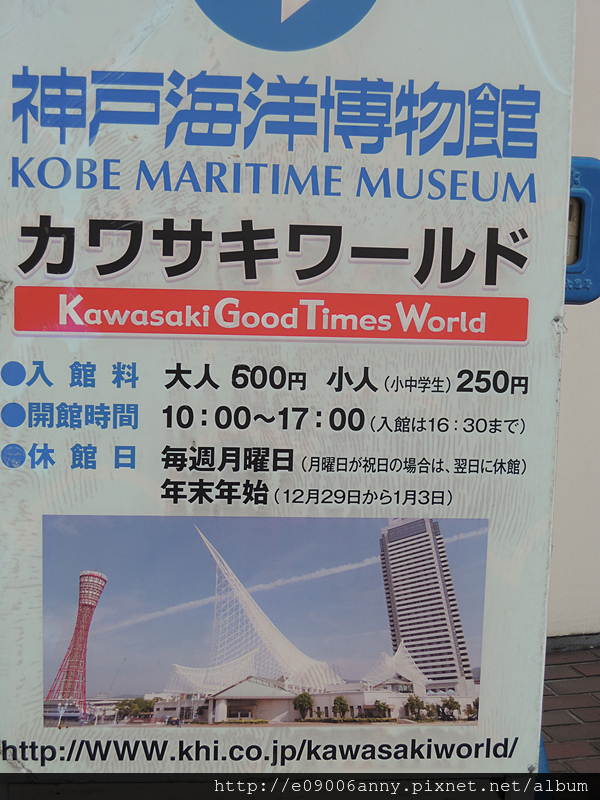 神戸海洋博物館
KOBE MARITIME MUSEUM
カワサキワールド
Kawasaki Good Times World
●入館料 大人 600円 小人(小中学生)250円
●開館時間 10:00〜17:00(入館は16:30まで)
●休館日 毎週月曜日(月曜日が祝日の場合は、翌日に休館)
年末年始(12月29日から1月3日)
http://WWW.khi.co.jp/kawasakiworld/
http://e09006anny.pixnet.net/album